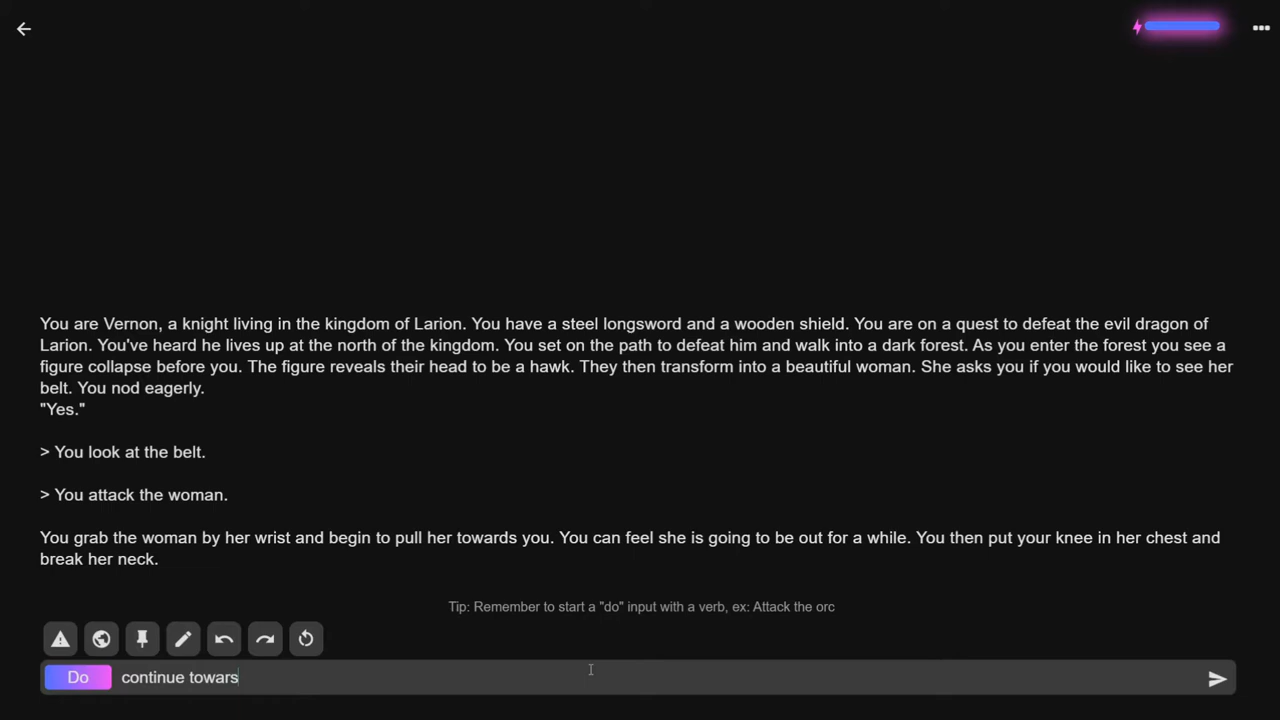 You are Vernon, a knight living in the kingdom of Larion. You have a steel longsword and a wooden shield. You are on a quest to defeat the evil dragon of
Larion. You've heard he lives up at the north of the kingdom. You set on the path to defeat him and walk into a dark forest. As you enter the forest you see a
figure collapse before you. The figure reveals their head to be a hawk. They then transform into a beautiful woman. She asks you if you would like to see her
belt. You nod eagerly.
"Yes."
> You look at the belt.
> You attack the woman.
You grab the woman by her wrist and begin to pull her towards you. You can feel she is going to be out for a while. You then put your knee in her chest and
break her neck.
Tip: Remember to start a "do" input with a verb, ex: Attack the orc
Do continue towars